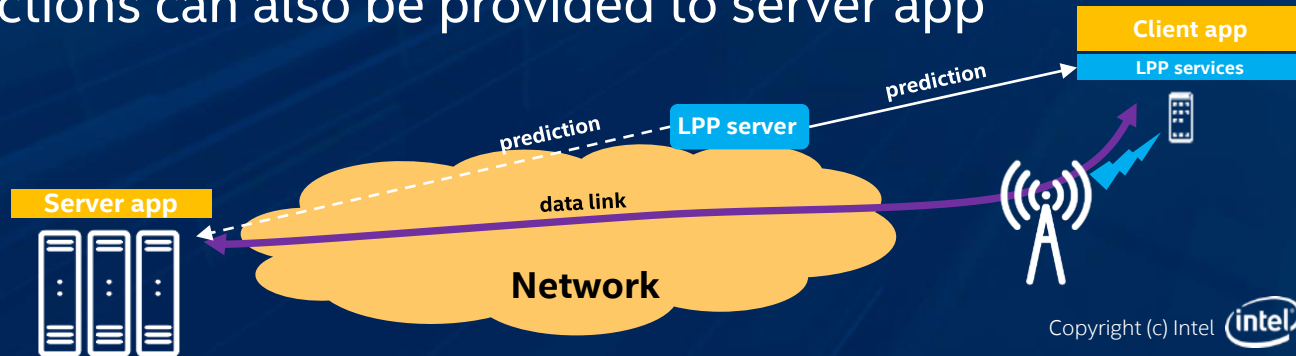 ctions can also be provided to server app
Client app
LPP services
prediction
prediction
LPP server
Server app
data link
Network
Copyright (c) Intel
intel